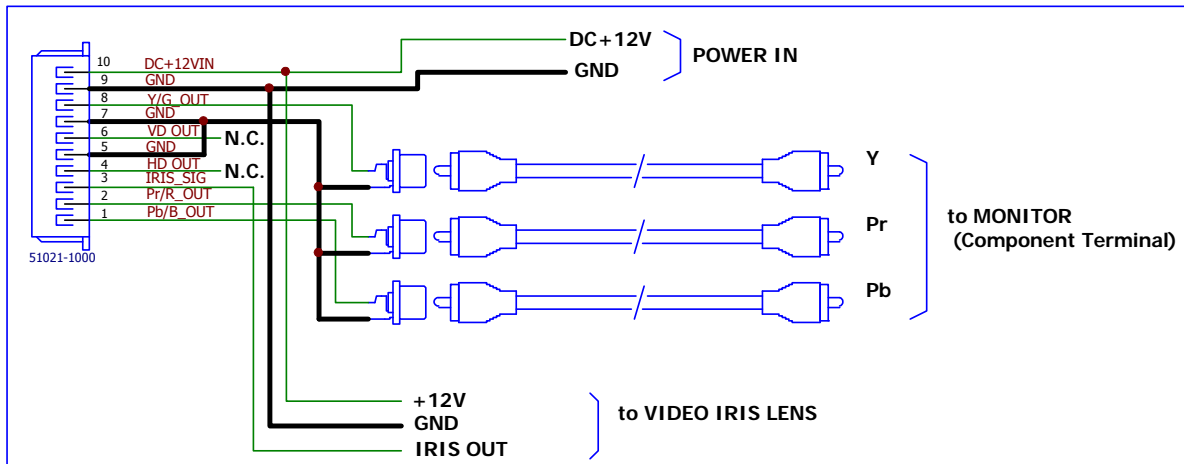 DC+12V
POWER IN
GND
10 DC+12VIN
9 GND
8 Y/G_OUT
7 GND
6 VD OUT N.C.
5 GND
4 HD OUT N.C.
3 IRIS_SIG
2 Pr/R_OUT
1 Pb/B_OUT
51021-1000
Y
Pr
Pb
to MONITOR
(Component Terminal)
+12V
GND
IRIS OUT
to VIDEO IRIS LENS